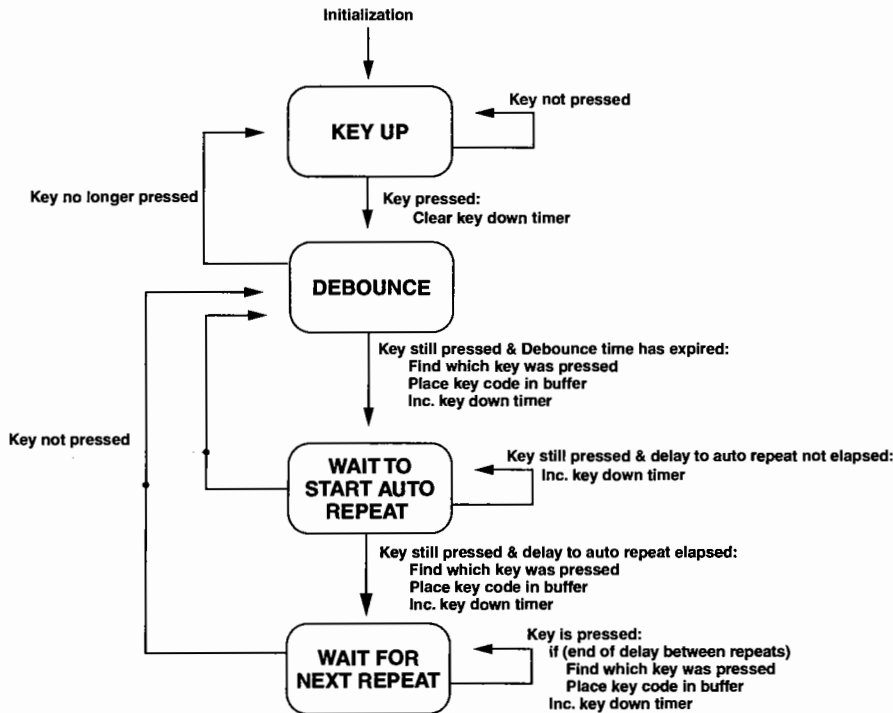 Initialization
KEY UP
Key not pressed
Key no longer pressed
Key pressed:
Clear key down timer
DEBOUNCE
Key still pressed & Debounce time has expired:
Find which key was pressed
Place key code in buffer
Inc. key down timer
Key not pressed
WAIT TO
START AUTO
REPEAT
Key still pressed & delay to auto repeat not elapsed:
Inc. key down timer
Key still pressed & delay to auto repeat elapsed:
Find which key was pressed
Place key code in buffer
Inc. key down timer
WAIT FOR
NEXT REPEAT
Key is pressed:
if (end of delay between repeats)
Find which key was pressed
Place key code in buffer
Inc. key down timer